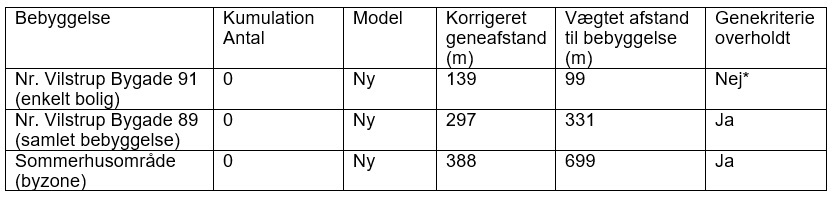 Bebyggelse Kumulation Model Korrigeret Vægtet afstand Genekriterie
Antal geneafstand til bebyggelse overholdt
(m) (m)
Nr. Vilstrup Bygade 91 0 Ny 139 99 Nej*
(enkelt bolig)
Nr. Vilstrup Bygade 89 0 Ny 297 331 Ja
(samlet bebyggelse)
Sommerhusområde 0 Ny 388 699 Ja
(byzone)